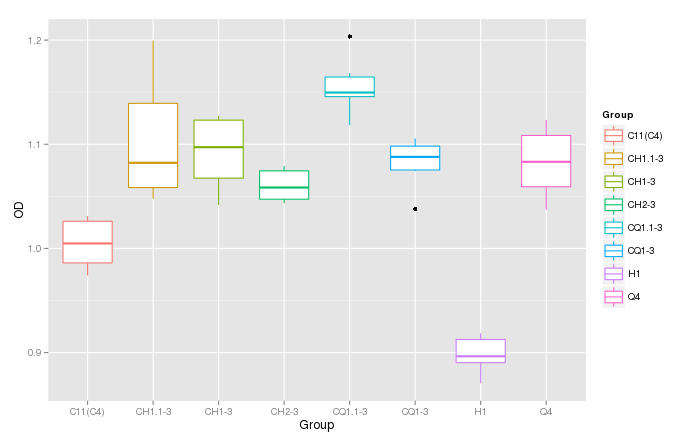 1.2
1.1
1.0
0.9
OD
C11(C4) CH1.1-3 CH1-3 CH2-3 CQ1.1-3 CQ1-3 H1 Q4
Group
Group
C11(C4)
CH1.1-3
CH1-3
CH2-3
CQ1.1-3
CQ1-3
H1
Q4